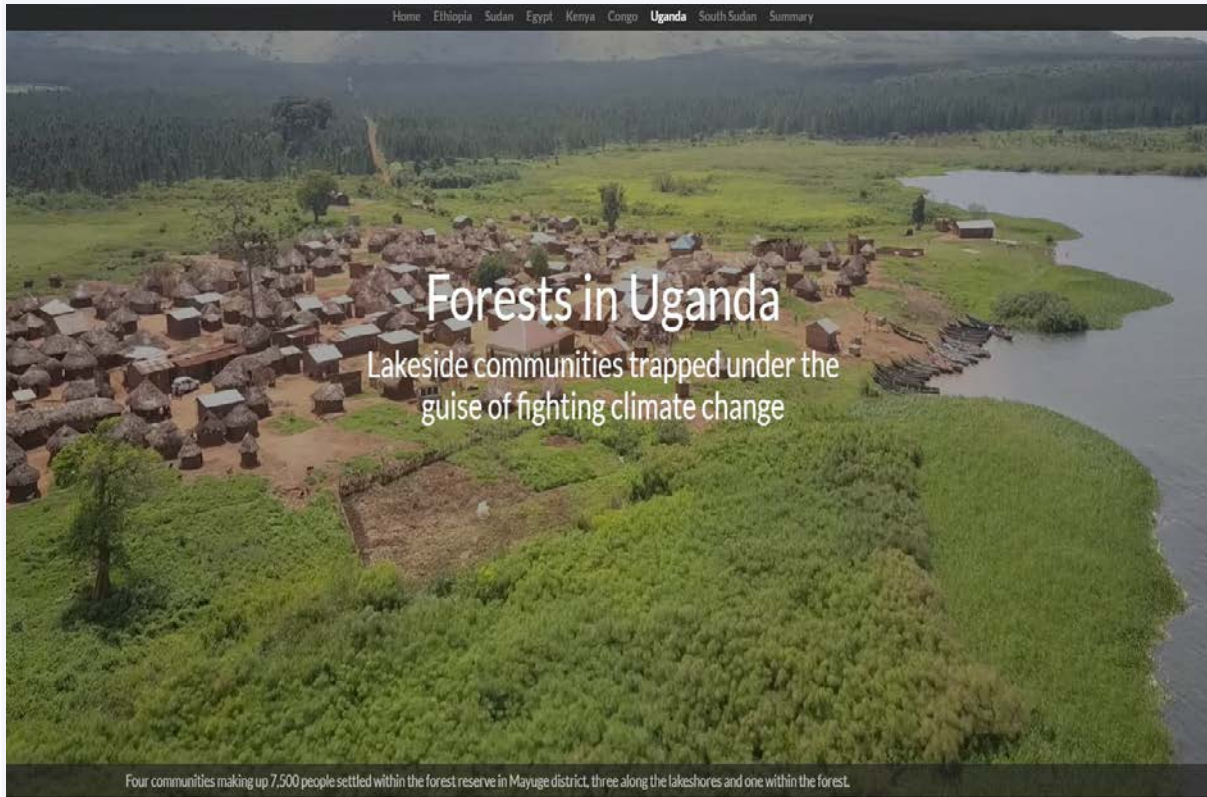 Home Ethiopia Sudan Egypt Kenya Congo Uganda South Sudan Summary
Forests in Uganda
Lakeside communities trapped under the
guise of fighting climate change
Four communities making up 7,500 people settled within the forest reserve in Mayuge district, three along the lakeshores and one within the forest.